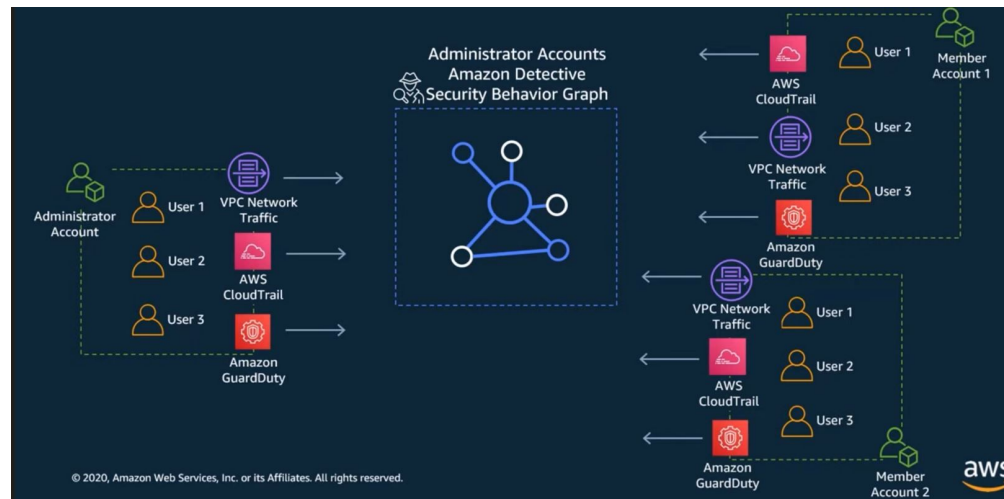 Administrator Accounts
Amazon Detective
Security Behavior Graph
Administrator
Account
User 1
User 2
User 3
VPC Network
Traffic
AWS
CloudTrail
Amazon
GuardDuty
AWS
CloudTrail
VPC Network
Traffic
Amazon
GuardDuty
User 1
User 2
User 3
Member
Account 1
VPC Network
Traffic
AWS
CloudTrail
Amazon
GuardDuty
User 1
User 2
User 3
Member
Account 2
© 2020, Amazon Web Services, Inc. or its Affiliates. All rights reserved.
aws